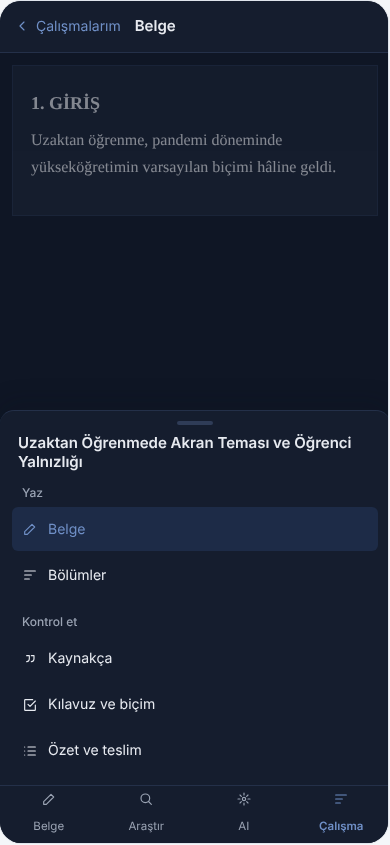 Çalışmalarım Belge
1. GİRİŞ
Uzaktan öğrenme, pandemi döneminde
yükseköğretimin varsayılan biçimi hâline geldi.
Uzaktan Öğrenmede Akran Teması ve Öğrenci
Yalnızlığı
Yaz
Belge
Bölümler
Kontrol et
Kaynakça
Kılavuz ve biçim
Özet ve teslim
Belge Araştır AI Çalışma